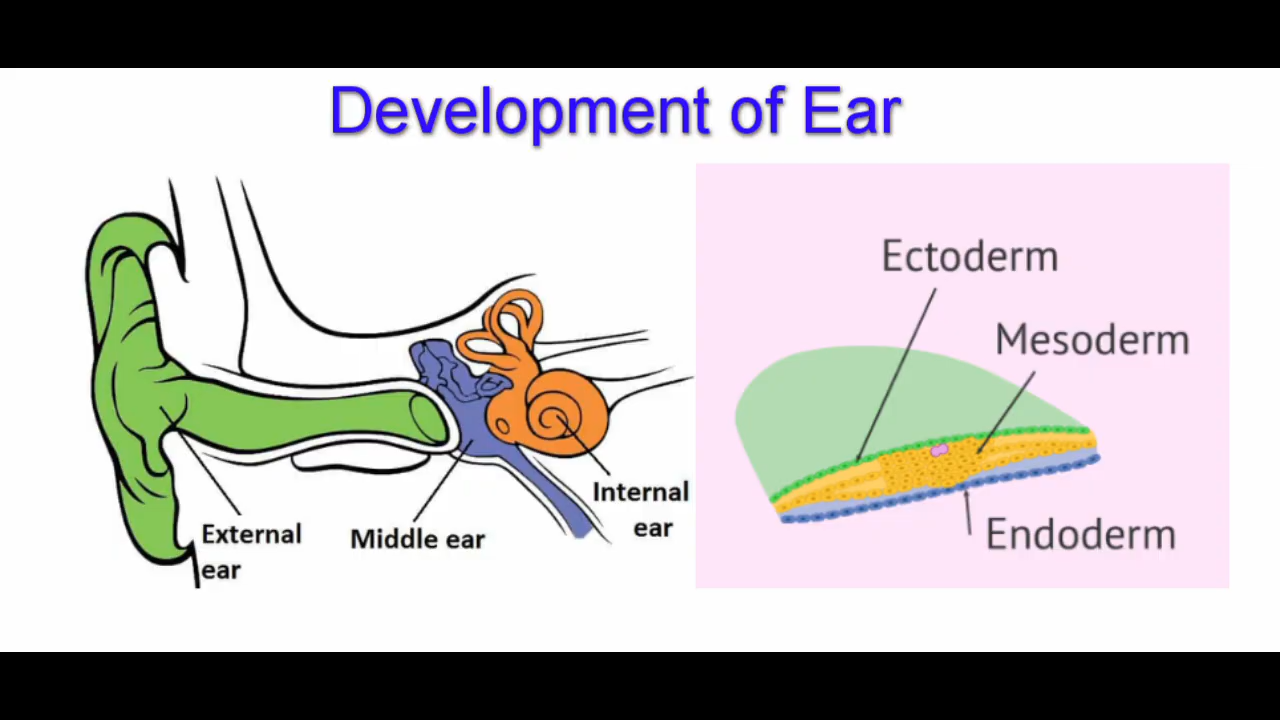 Development of Ear
External
ear
Middle ear
Internal
ear
Ectoderm
Mesoderm
Endoderm